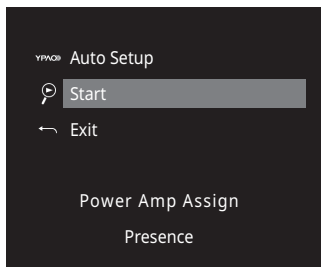 YPAO Auto Setup
Start
Exit
Power Amp Assign
Presence